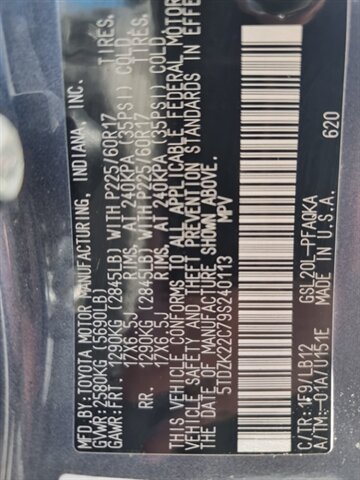 MFD.BY:TOYOTA MOTOR MANUFACTURING, INDIANA, INC.
GVWR:2580KG (5690LB)
GAWR:FRT. 1290KG (2845LB) WITH P225/60R17 TIRES,
17X6.5J RIMS, AT 240KPA (35PSI) COLD
RR. 1290KG (2845LB) WITH P225/60R17 TIRES,
17X6.5J RIMS, AT 240KPA (35PSI) COLD
THIS VEHICLE CONFORMS TO ALL APPLICABLE FEDERAL MOTOR
VEHICLE SAFETY AND THEFT PREVENTION STANDARDS IN EFFE
THE DATE OF MANUFACTURE SHOWN ABOVE.
5TDZK22C79S240113 MPV
C/TR:1F9/LB12 GSL20L-PFAQKA
A/TM:-01A/U151E MADE IN U.S.A. 620